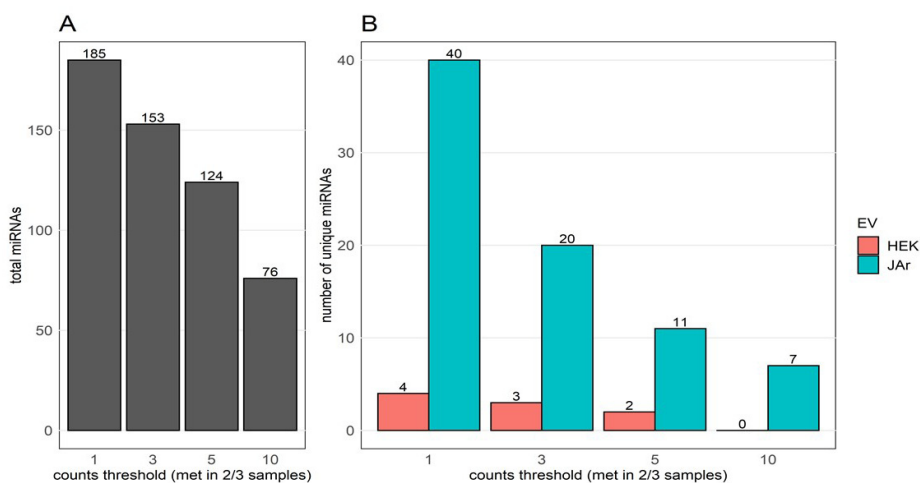 A
total miRNAs
185
153
124
76
150
100
50
0
1 3 5 10
counts threshold (met in 2/3 samples)
B
number of unique miRNAs
40
30
20
10
0
4 40
3 20
2 11
0 7
1 3 5 10
counts threshold (met in 2/3 samples)
EV
HEK
JAr